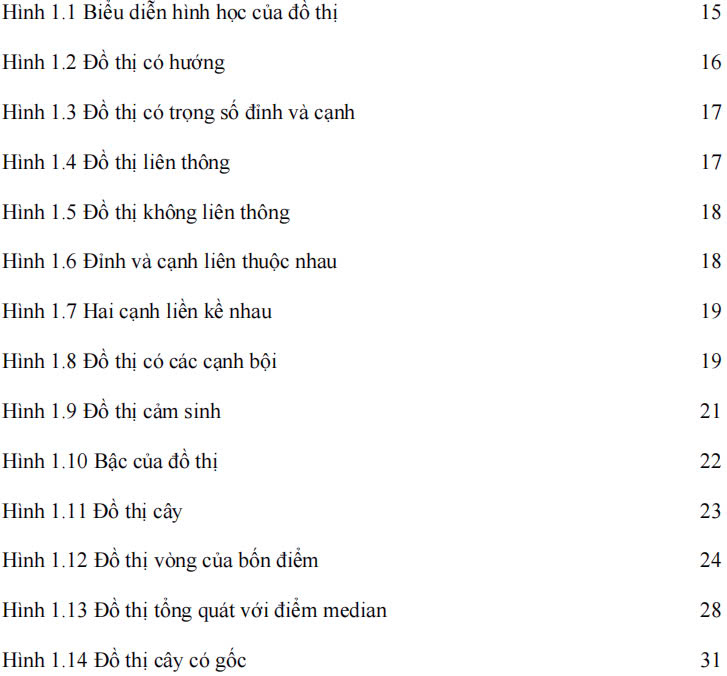 Hình 1.1 Biểu diễn hình học của đồ thị 15
Hình 1.2 Đồ thị có hướng 16
Hình 1.3 Đồ thị có trọng số đỉnh và cạnh 17
Hình 1.4 Đồ thị liên thông 17
Hình 1.5 Đồ thị không liên thông 18
Hình 1.6 Đỉnh và cạnh liên thuộc nhau 18
Hình 1.7 Hai cạnh liền kề nhau 19
Hình 1.8 Đồ thị có các cạnh bội 19
Hình 1.9 Đồ thị cảm sinh 21
Hình 1.10 Bậc của đồ thị 22
Hình 1.11 Đồ thị cây 23
Hình 1.12 Đồ thị vòng của bốn điểm 24
Hình 1.13 Đồ thị tổng quát với điểm median 28
Hình 1.14 Đồ thị cây có gốc 31